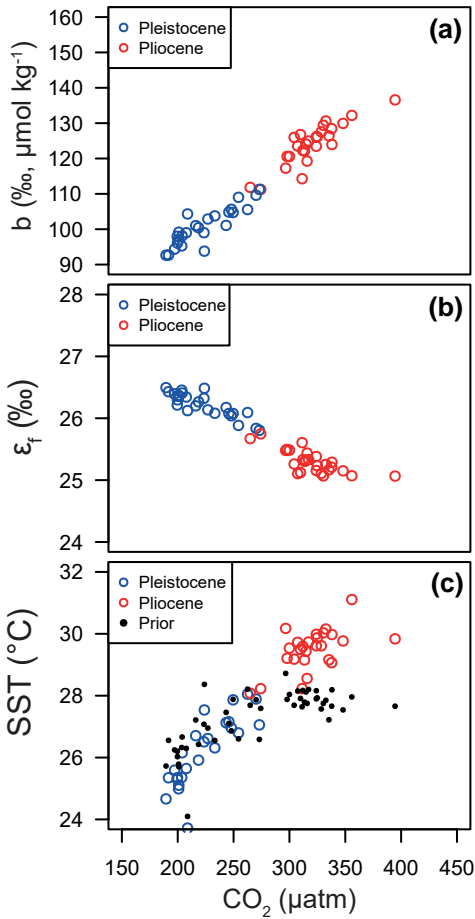 160
150
140
130
120
110
100
90
b (‰, μmol kg⁻¹)
Pleistocene
Pliocene
(a)
28
27
26
25
24
εf (‰)
Pleistocene
Pliocene
(b)
32
30
28
26
24
SST (°C)
Pleistocene
Pliocene
Prior
(c)
150 200 250 300 350 400 450
CO₂ (μatm)